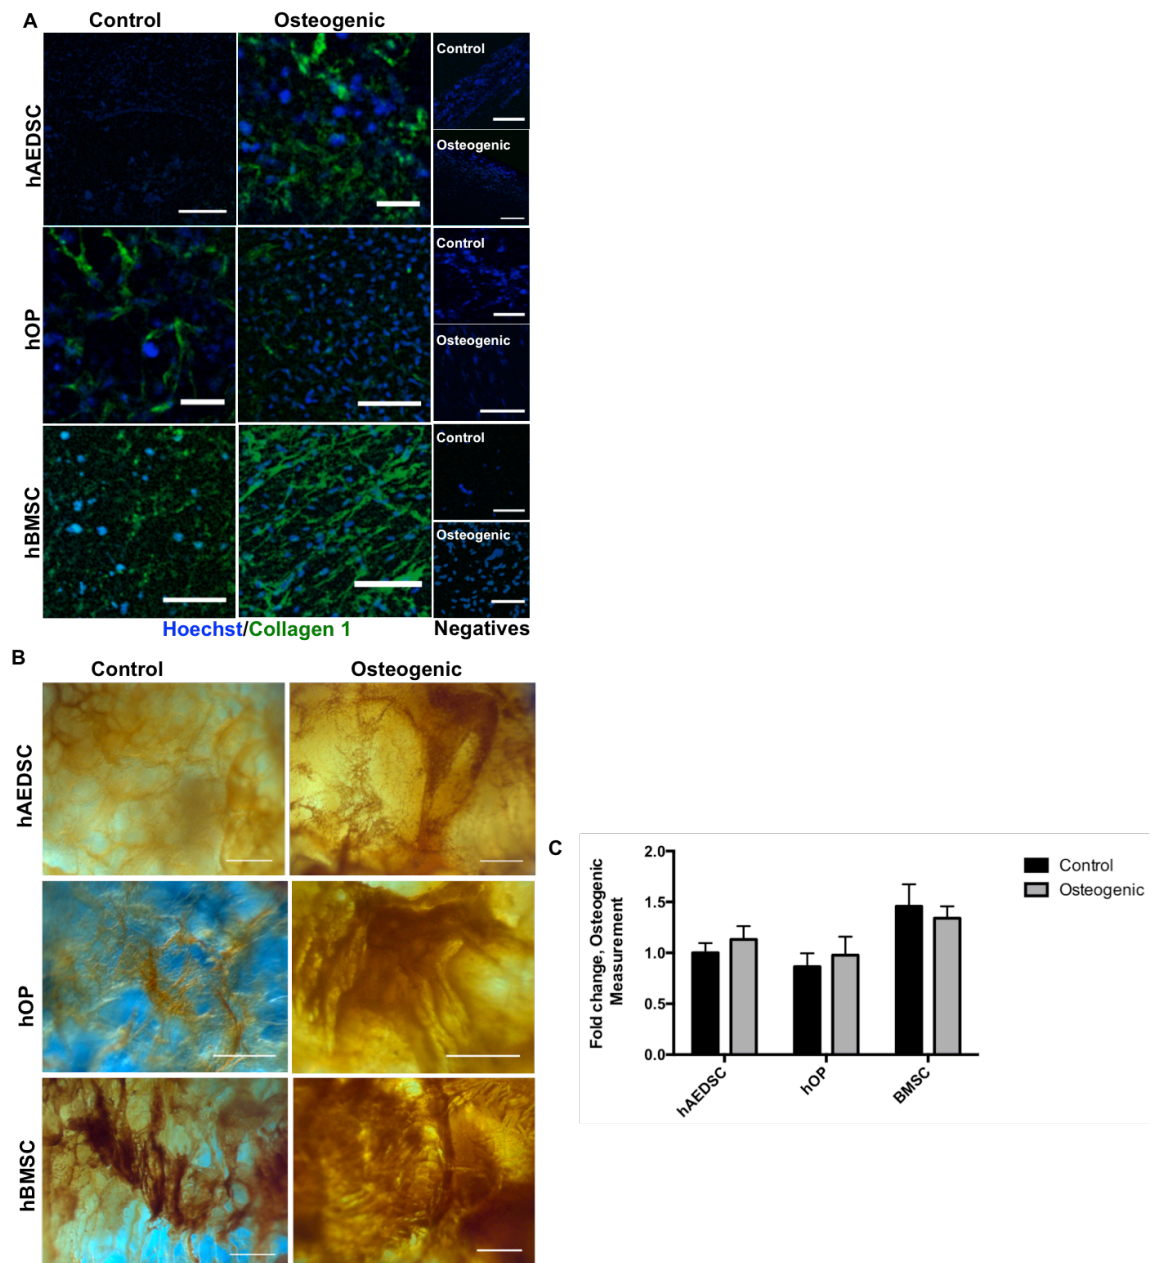 A
Control
Osteogenic
hAEDSC
Control
Osteogenic
hOP
Control
Osteogenic
hBMSC
Control
Osteogenic
Hoechst/Collagen 1
Negatives
B
Control
Osteogenic
hAEDSC
hOP
hBMSC
C
Fold change, Osteogenic
Measurement
2.0
1.5
1.0
0.5
0.0
hAEDSC
hOP
BMSC
Control
Osteogenic